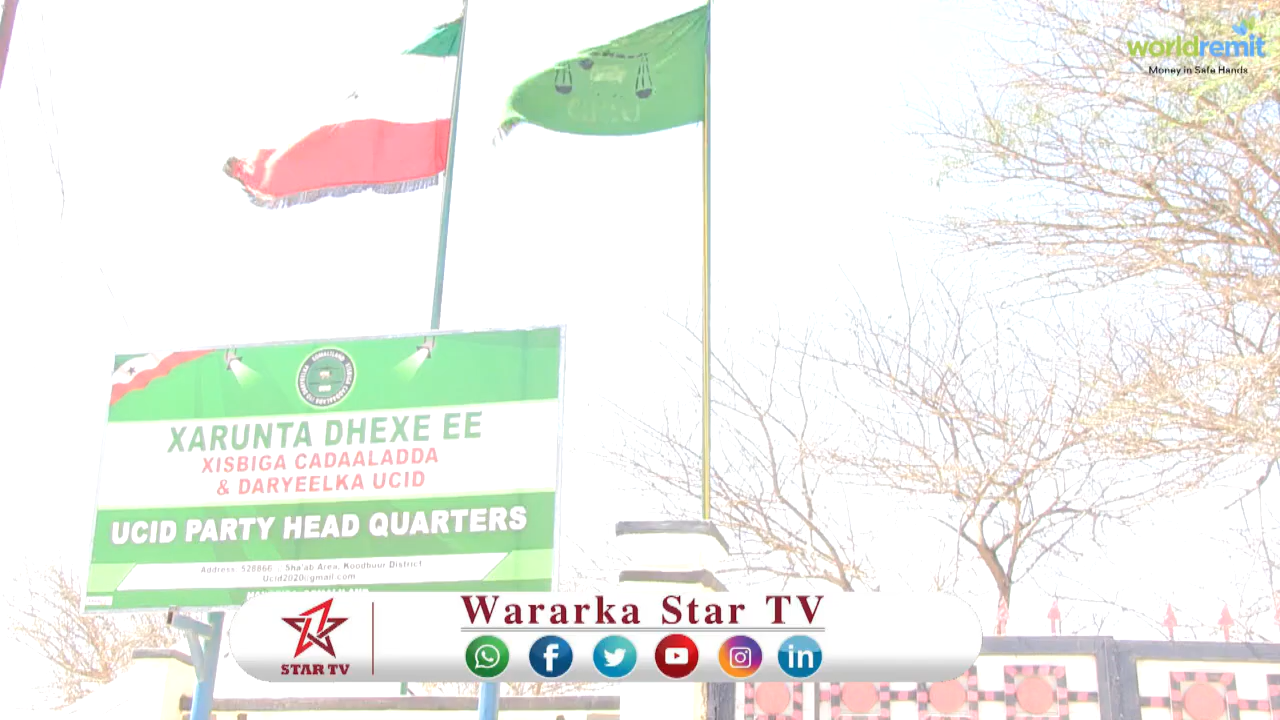 worldremit
Money in Safe Hands
XARUNTA DHEXE EE
XISBIGA CADAALADDA
& DARYEELKA UCID
UCID PARTY HEAD QUARTERS
Address: 528866 :: Sha'ab Area, Koodbuur District
Ucid2020@gmail.com
Wararka Star TV
STAR TV